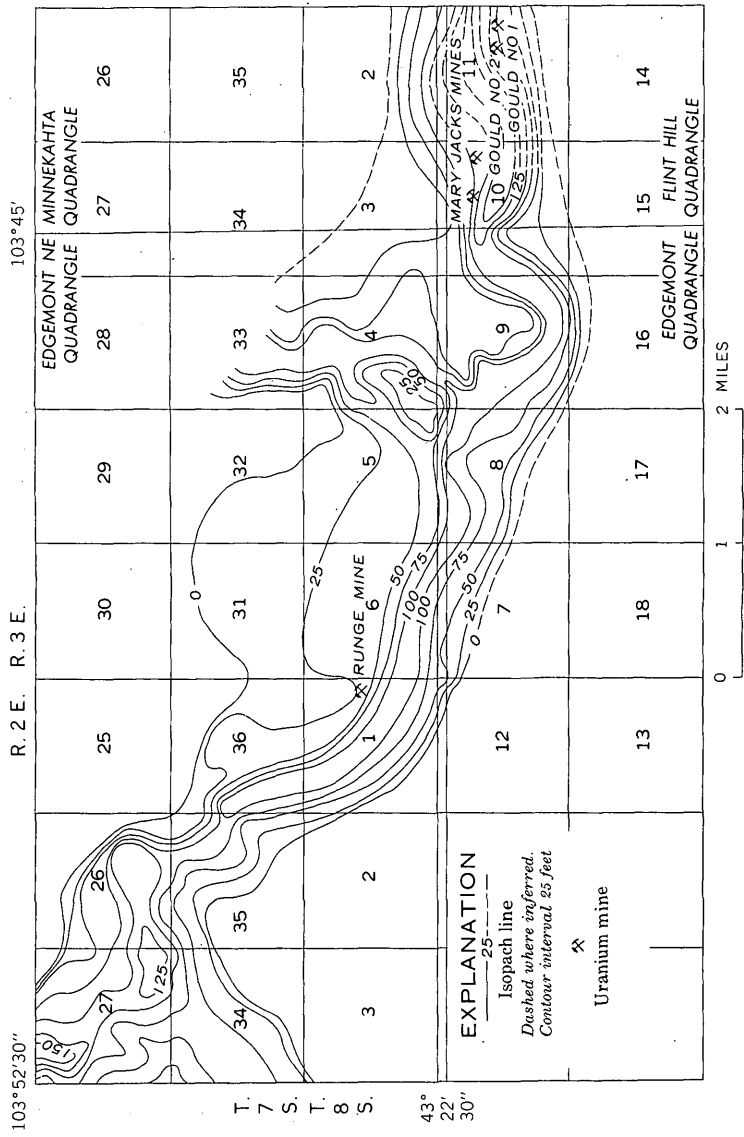 103°52'30"
R. 2 E. R. 3 E.
103°45'
EDGEMONT NE
QUADRANGLE
MINNEKAHTA
QUADRANGLE
150
27 26 25 30 29 28 27 26
125
0
T.
7
S.
34 35 36 31 32 33 34 35
T.
8
S.
25
RUNGE MINE
3 2 1 6 5 4 3 2
250
50
50
100
75
100
75
50
25
0
43°
22'
30"
MARY JACKS MINES
12 7 8 9 10 11
GOULD NO. 2
GOULD NO 1
125
13 18 17 16 15 14
EDGEMONT
QUADRANGLE
FLINT HILL
QUADRANGLE
EXPLANATION
25
Isopach line
Dashed where inferred.
Contour interval 25 feet
Uranium mine
0 1 2 MILES